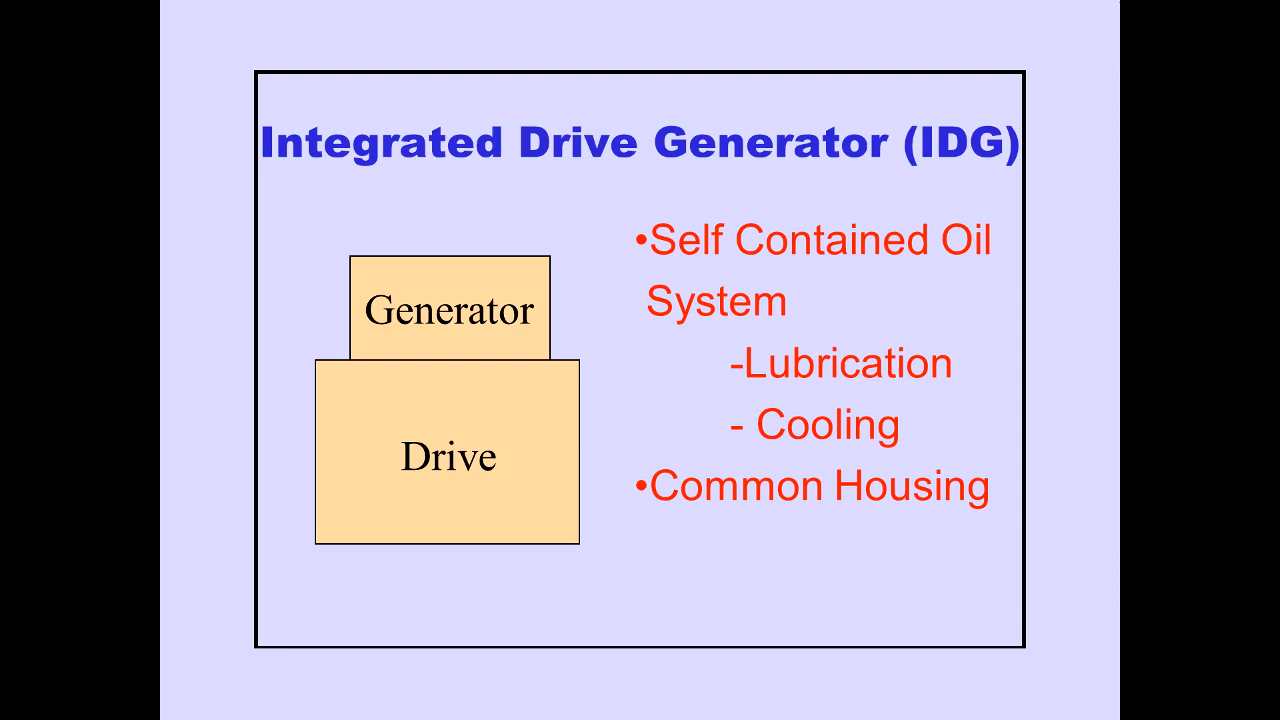 Integrated Drive Generator (IDG)
Generator
Drive
•Self Contained Oil
System
-Lubrication
- Cooling
•Common Housing